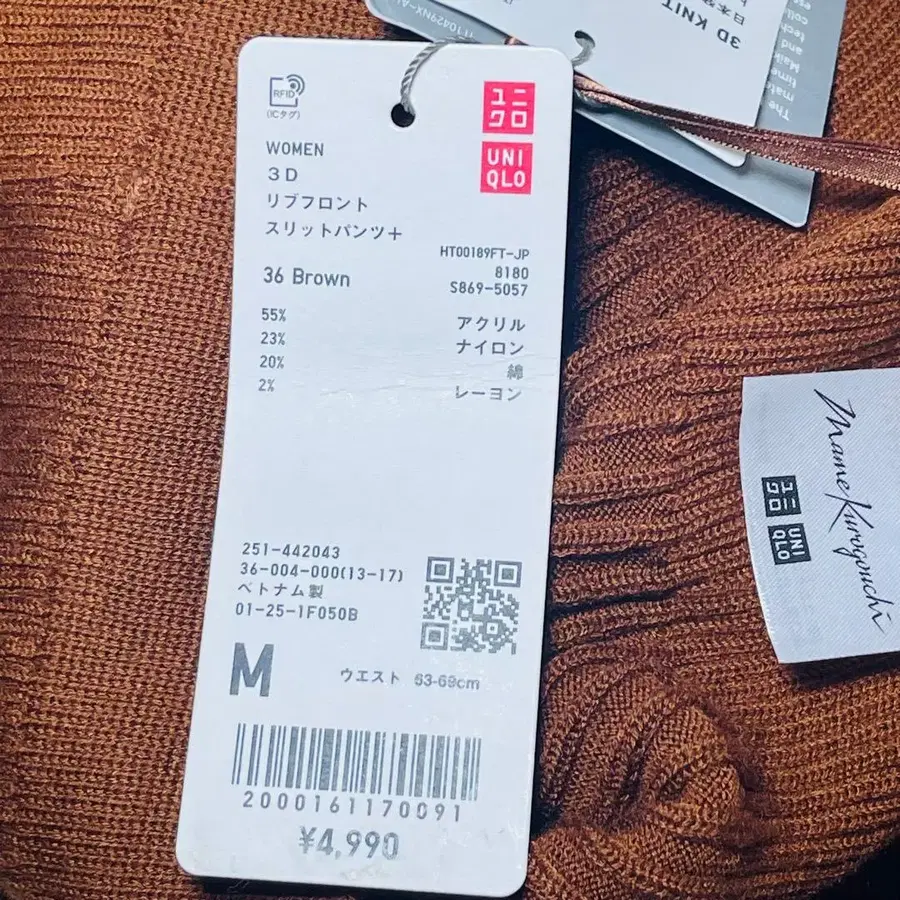 RFID
(ICタグ)
ユニ
クロ
UNI
QLO
WOMEN
3D
リブフロント
スリットパンツ+
HT00189FT-JP
8180
S869-5057
36 Brown
55% アクリル
23% ナイロン
20% 綿
2% レーヨン
251-442043
36-004-000(13-17)
ベトナム製
01-25-1F050B
M
ウエスト 63-69cm
2000161170091
¥4,990
3D KNIT
The
time
Mame Kurogouchi
ユニ
クロ
UNI
QLO